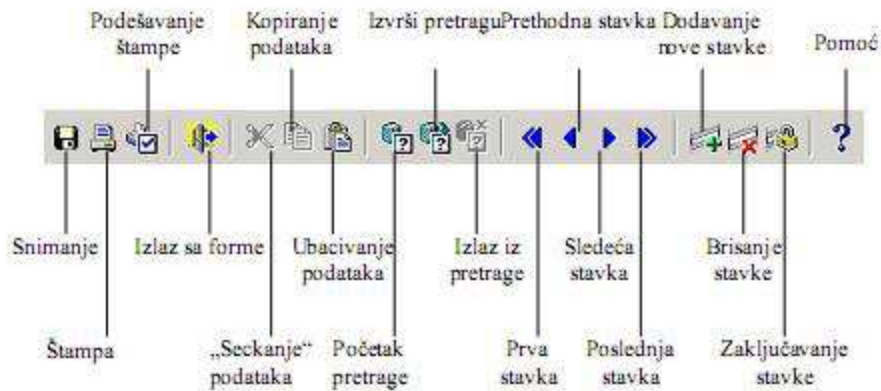 Podešavanje
štampe
Kopiranje
podataka
Izvrši pretragu
Prethodna stavka
Dodavanje
nove stavke
Pomoć
Snimanje
Izlaz sa forme
Ubacivanje
podataka
Izlaz iz
pretrage
Sledeća
stavka
Brisanje
stavke
Štampa
„Seckanje“
podataka
Početak
pretrage
Prva
stavka
Poslednja
stavka
Zaključavanje
stavke